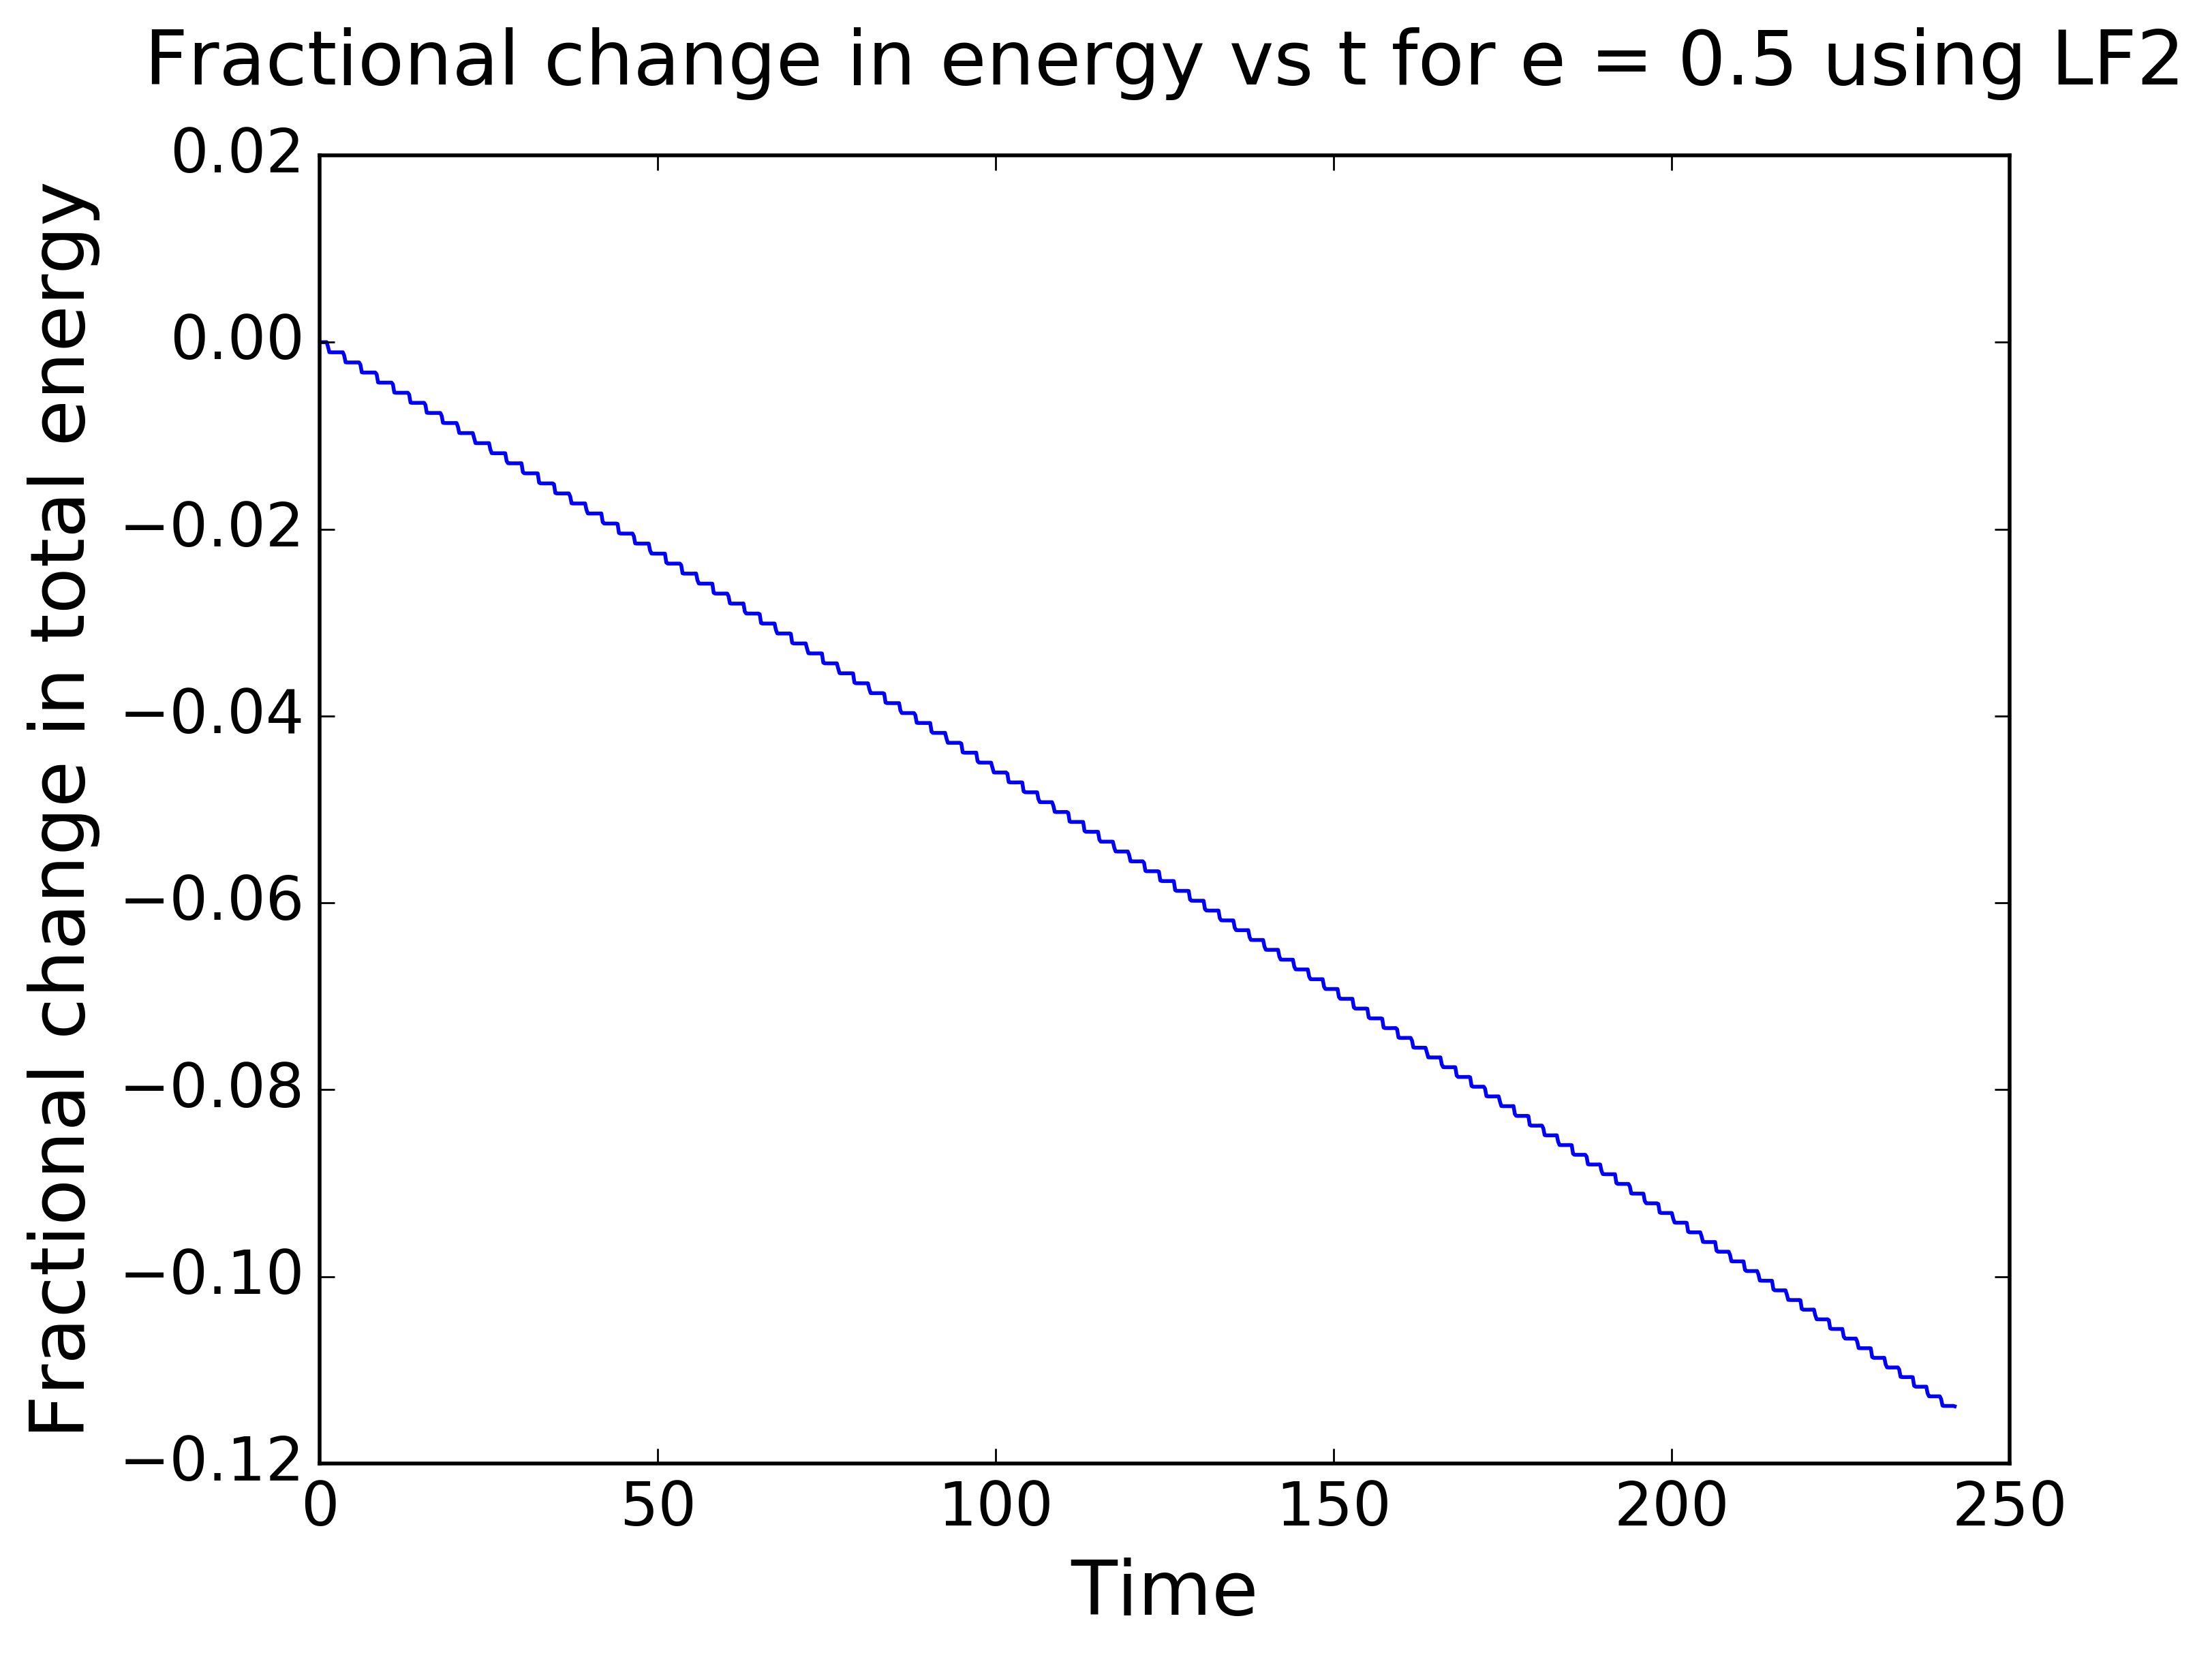 Fractional change in energy vs t for e = 0.5 using LF2
Fractional change in total energy
0.02
0.00
−0.02
−0.04
−0.06
−0.08
−0.10
−0.12
0 50 100 150 200 250
Time